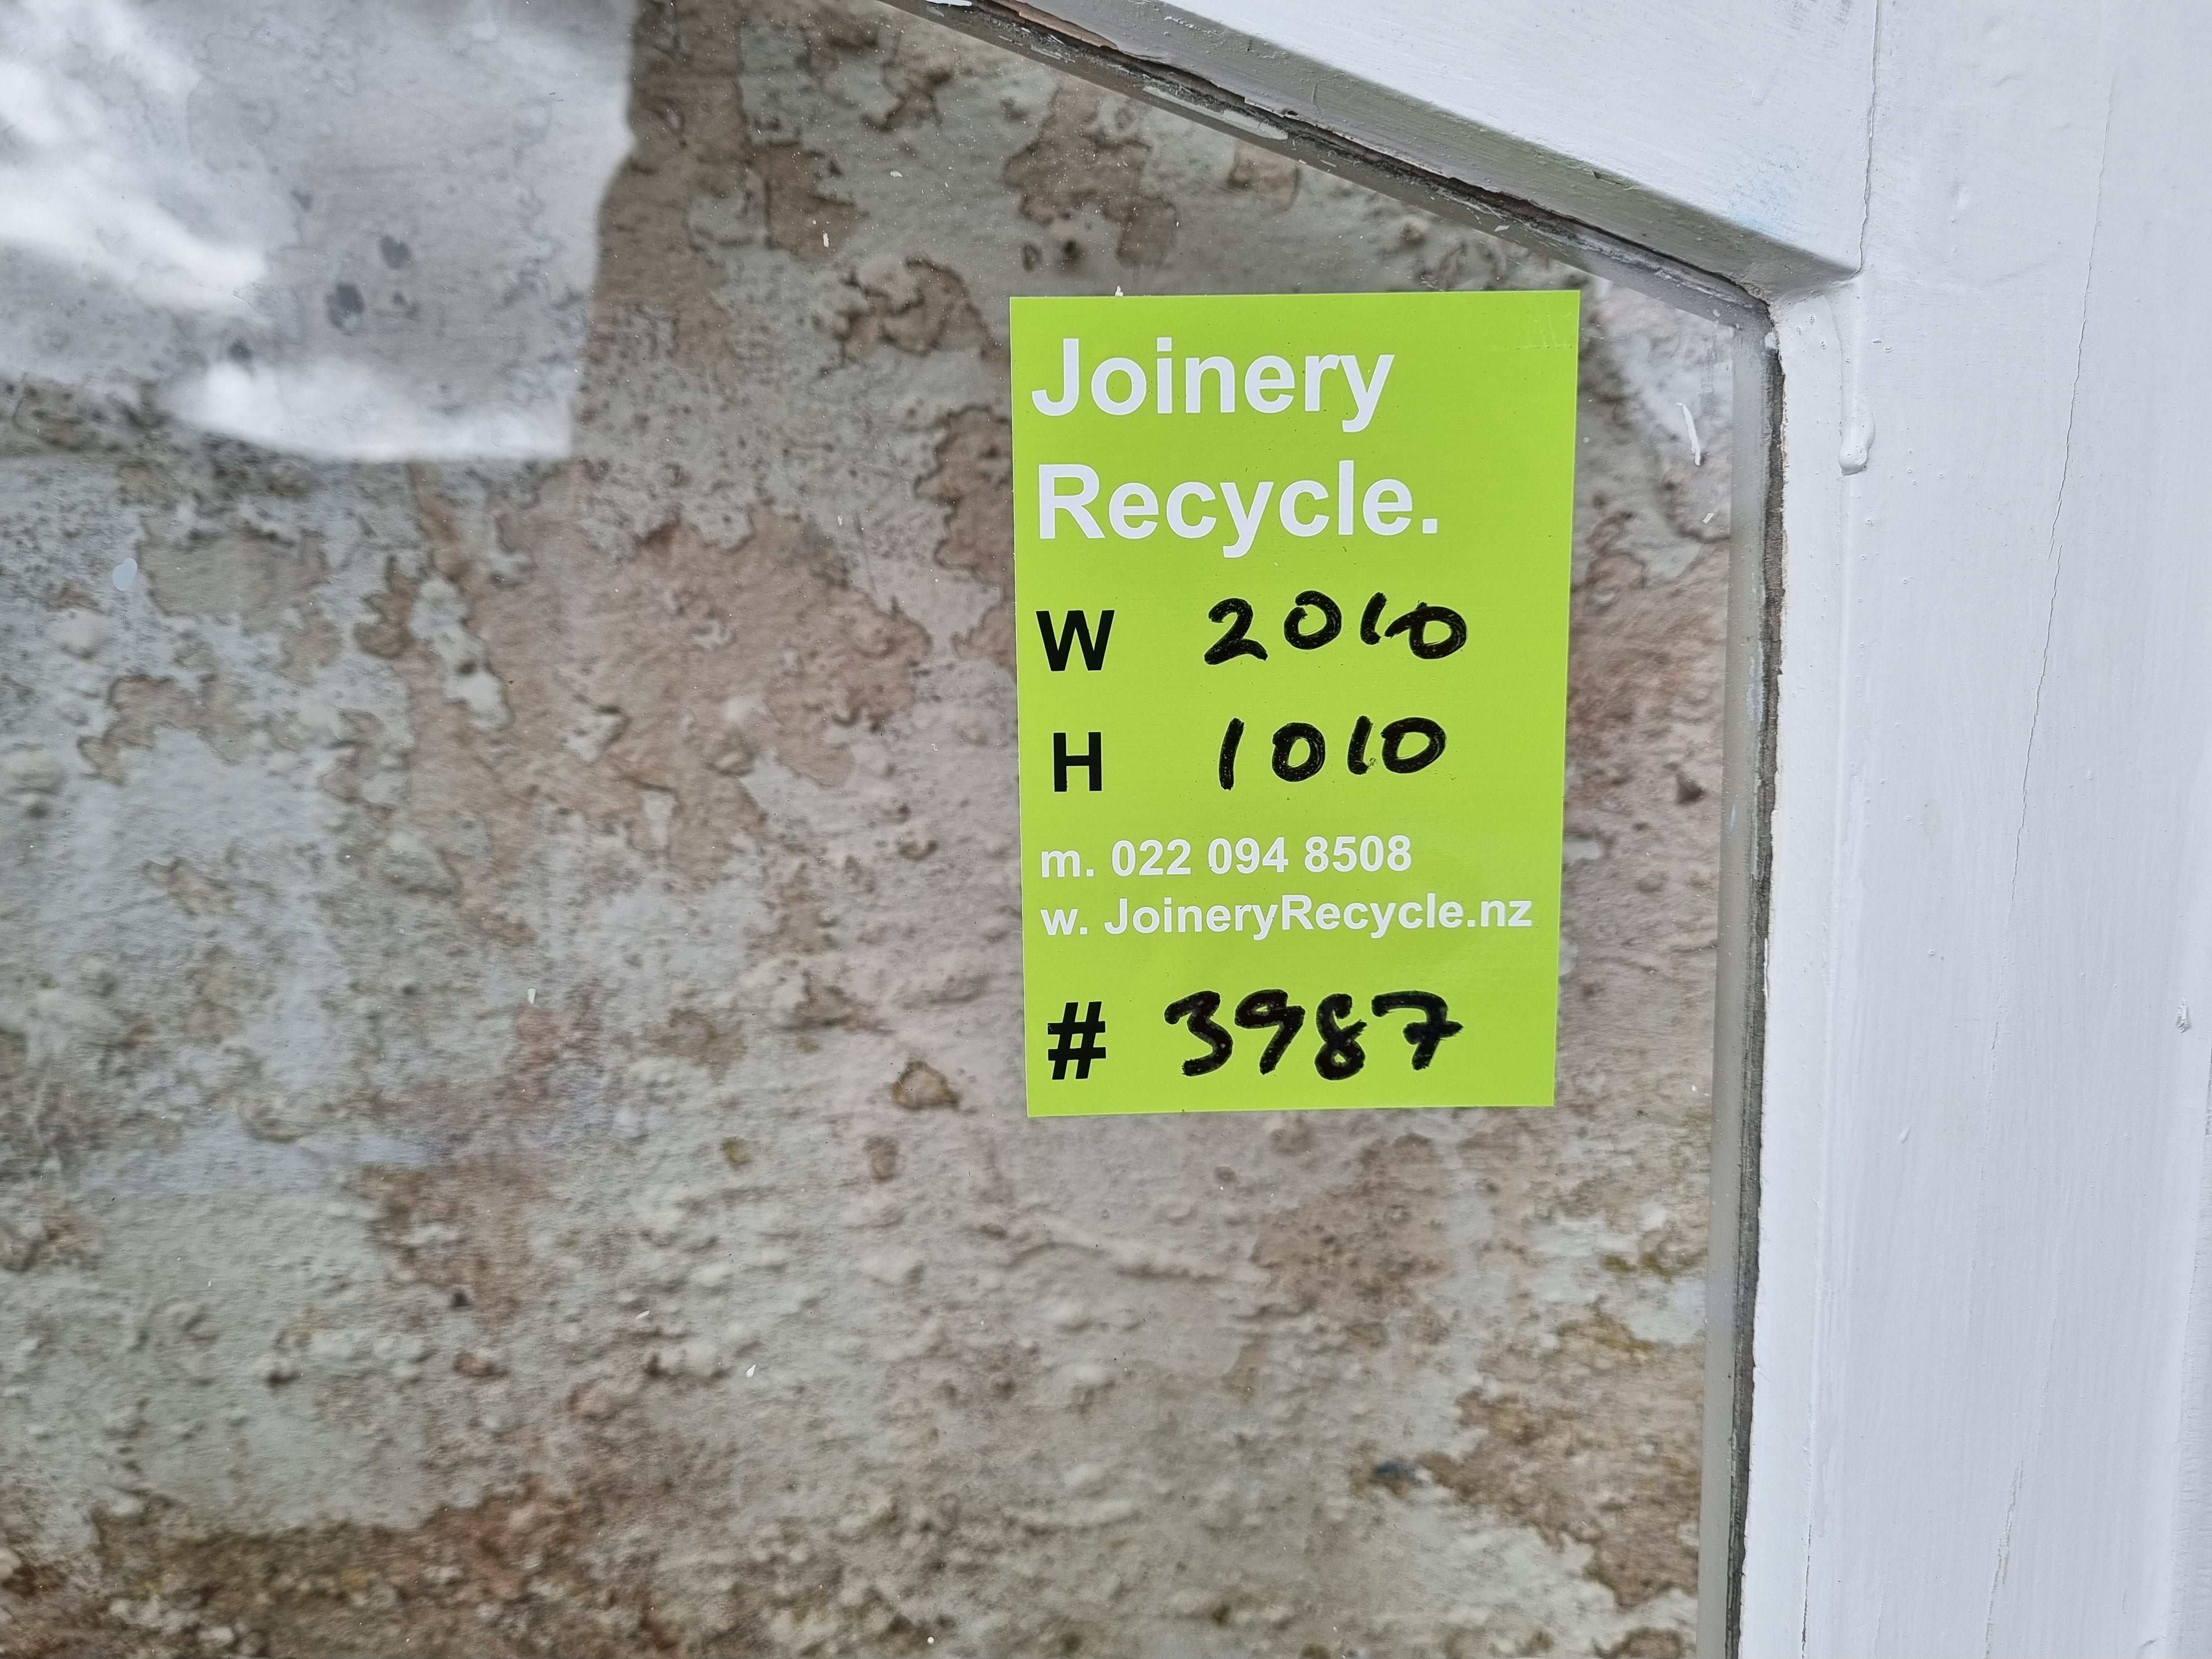 Joinery
Recycle.
W 2010
H 1010
m. 022 094 8508
w. JoineryRecycle.nz
# 3987